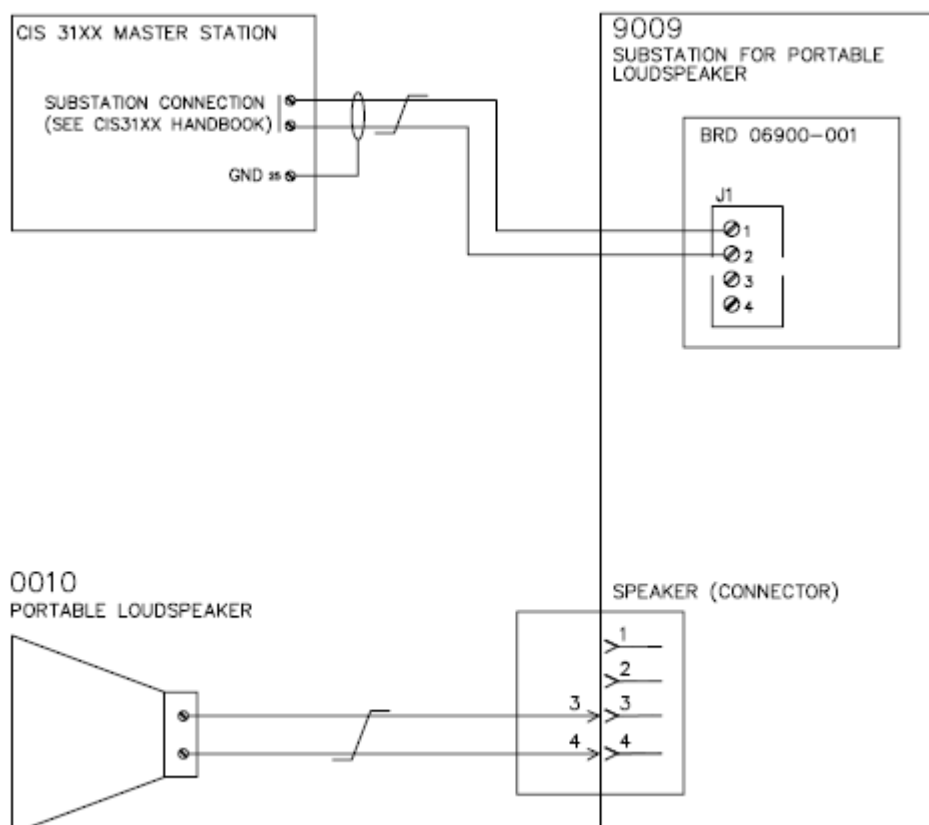 CIS 31XX MASTER STATION
SUBSTATION CONNECTION
(SEE CIS31XX HANDBOOK)
GND 25
9009
SUBSTATION FOR PORTABLE
LOUDSPEAKER
BRD 06900-001
J1
1
2
3
4
0010
PORTABLE LOUDSPEAKER
SPEAKER (CONNECTOR)
1
2
3 3
4 4